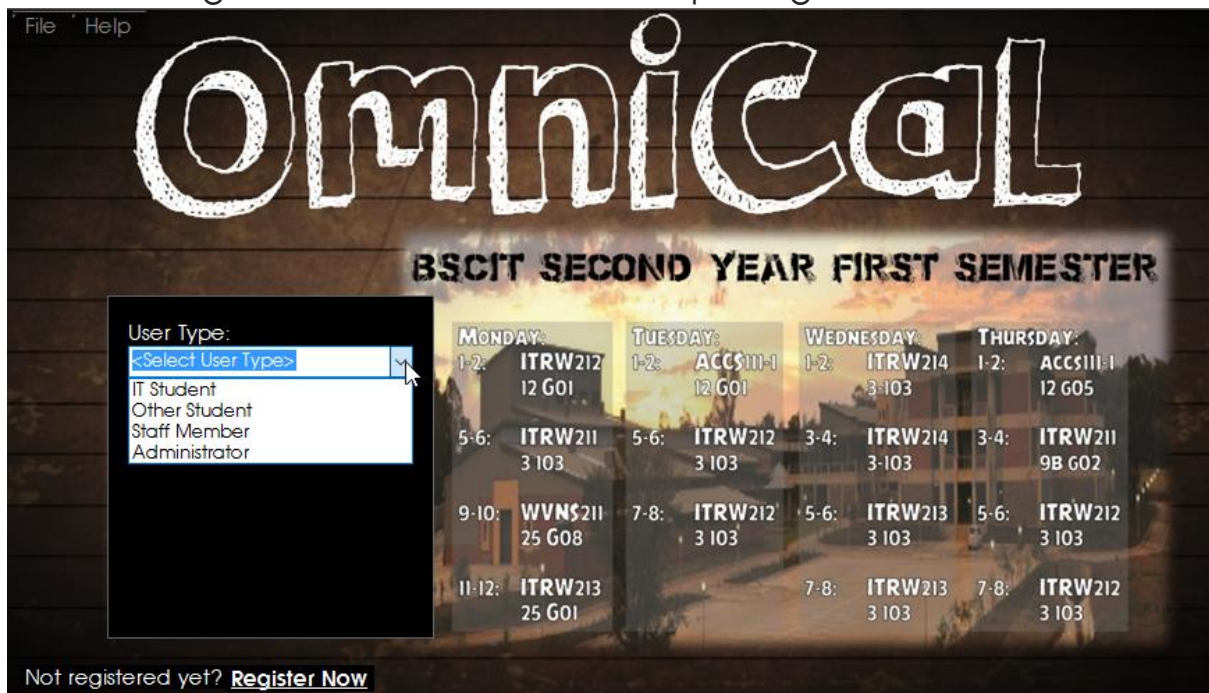 File Help
OmniCaL
BSCIT SECOND YEAR FIRST SEMESTER
User Type:
<Select User Type>
IT Student
Other Student
Staff Member
Administrator
MONDAY:
1-2: ITRW212
12 G01
5-6: ITRW211
3 103
9-10: WVNS211
25 G08
11-12: ITRW213
25 G01
TUESDAY:
1-2: ACCS111-1
12 G01
5-6: ITRW212
3 103
7-8: ITRW212
3 103
WEDNESDAY:
1-2: ITRW214
3-103
3-4: ITRW214
3-103
5-6: ITRW213
3 103
7-8: ITRW213
3 103
THURSDAY:
1-2: ACCS111-1
12 G05
3-4: ITRW211
9B G02
5-6: ITRW212
3 103
7-8: ITRW212
3 103
Not registered yet? Register Now